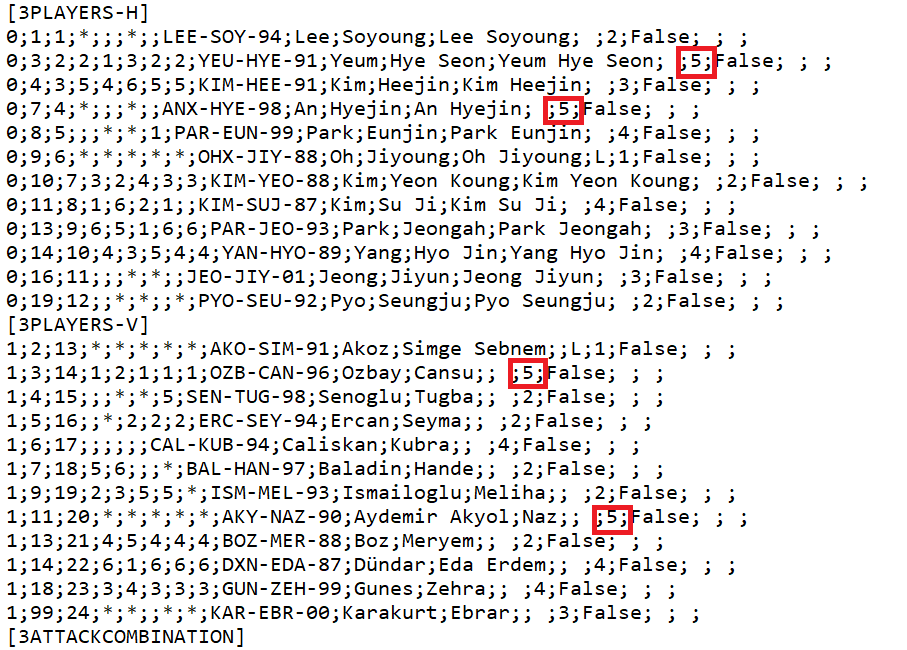 [3PLAYERS-H]
0;1;1;*;;;*;;LEE-SOY-94;Lee;Soyoung;Lee Soyoung; ;2;False; ; ;
0;3;2;2;1;3;2;2;YEU-HYE-91;Yeum;Hye Seon;Yeum Hye Seon; ;5;False; ; ;
0;4;3;5;4;6;5;5;KIM-HEE-91;Kim;Heejin;Kim Heejin; ;3;False; ; ;
0;7;4;*;;;*;;ANX-HYE-98;An;Hyejin;An Hyejin; ;5;False; ; ;
0;8;5;;;*;*;1;PAR-EUN-99;Park;Eunjin;Park Eunjin; ;4;False; ; ;
0;9;6;*;*;*;*;*;OHX-JIY-88;Oh;Jiyoung;Oh Jiyoung;L;1;False; ; ;
0;10;7;3;2;4;3;3;KIM-YEO-88;Kim;Yeon Koung;Kim Yeon Koung; ;2;False; ; ;
0;11;8;1;6;2;1;;KIM-SUJ-87;Kim;Su Ji;Kim Su Ji; ;4;False; ; ;
0;13;9;6;5;1;6;6;PAR-JEO-93;Park;Jeongah;Park Jeongah; ;3;False; ; ;
0;14;10;4;3;5;4;4;YAN-HYO-89;Yang;Hyo Jin;Yang Hyo Jin; ;4;False; ; ;
0;16;11;;;*;*;;JEO-JIY-01;Jeong;Jiyun;Jeong Jiyun; ;3;False; ; ;
0;19;12;;*;*;;*;PYO-SEU-92;Pyo;Seungju;Pyo Seungju; ;2;False; ; ;
[3PLAYERS-V]
1;2;13;*;*;*;*;*;AKO-SIM-91;Akoz;Simge Sebnem;;L;1;False; ; ;
1;3;14;1;2;1;1;1;OZB-CAN-96;Ozbay;Cansu;; ;5;False; ; ;
1;4;15;;;*;*;5;SEN-TUG-98;Senoglu;Tugba;; ;2;False; ; ;
1;5;16;;*;2;2;2;ERC-SEY-94;Ercan;Seyma;; ;2;False; ; ;
1;6;17;;;;;;CAL-KUB-94;Caliskan;Kubra;; ;4;False; ; ;
1;7;18;5;6;;;*;BAL-HAN-97;Baladin;Hande;; ;2;False; ; ;
1;9;19;2;3;5;5;*;ISM-MEL-93;Ismailoglu;Meliha;; ;2;False; ; ;
1;11;20;*;*;*;*;*;AKY-NAZ-90;Aydemir Akyol;Naz;; ;5;False; ; ;
1;13;21;4;5;4;4;4;BOZ-MER-88;Boz;Meryem;; ;2;False; ; ;
1;14;22;6;1;6;6;6;DXN-EDA-87;Dündar;Eda Erdem;; ;4;False; ; ;
1;18;23;3;4;3;3;3;GUN-ZEH-99;Gunes;Zehra;; ;4;False; ; ;
1;99;24;*;*;;*;*;KAR-EBR-00;Karakurt;Ebrar;; ;3;False; ; ;
[3ATTACKCOMBINATION]